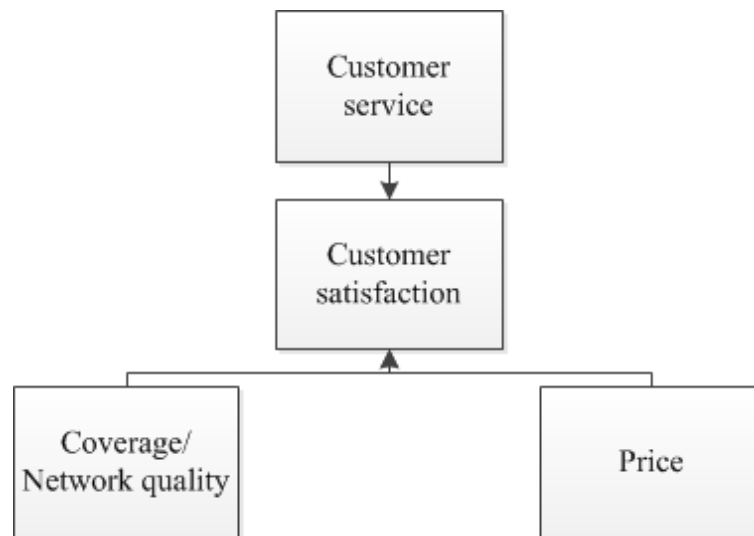 Customer
service
Customer
satisfaction
Coverage/
Network quality
Price